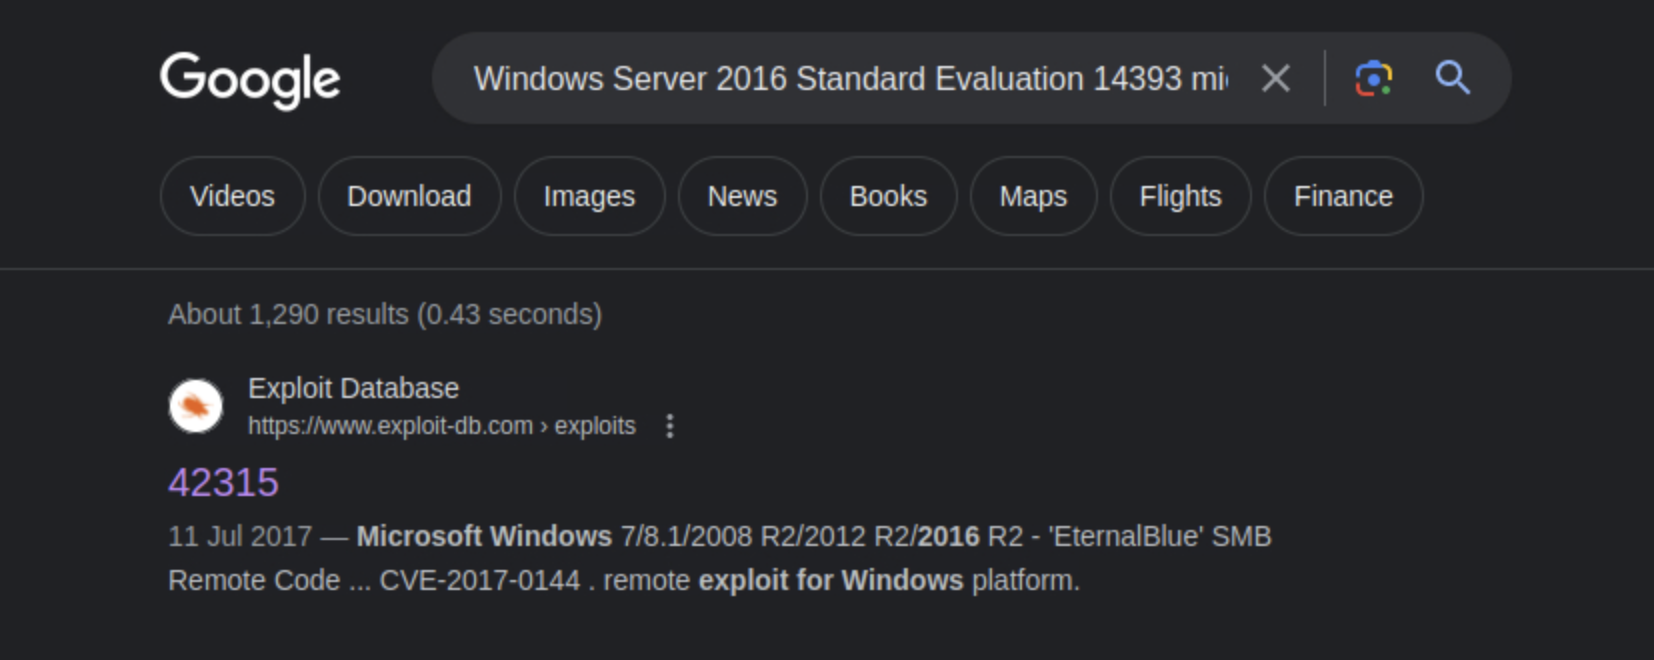 Google
Windows Server 2016 Standard Evaluation 14393 mi
Videos Download Images News Books Maps Flights Finance
About 1,290 results (0.43 seconds)
Exploit Database
https://www.exploit-db.com › exploits
42315
11 Jul 2017 — Microsoft Windows 7/8.1/2008 R2/2012 R2/2016 R2 - 'EternalBlue' SMB
Remote Code ... CVE-2017-0144 . remote exploit for Windows platform.